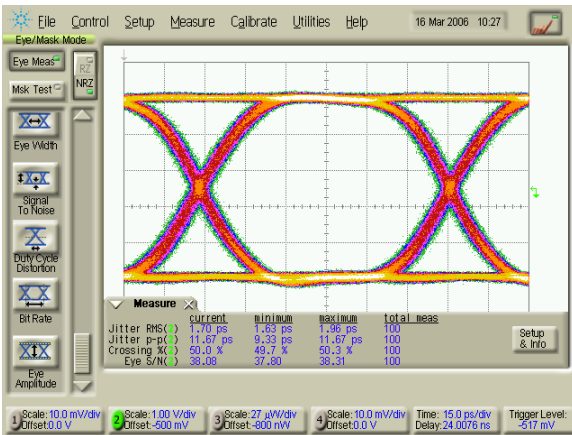 File Control Setup Measure Calibrate Utilities Help 16 Mar 2006 10:27
Eye/Mask Mode
Eye Meas
RZ
Msk Test
NRZ
Eye Width
Signal
To Noise
Duty Cycle
Distortion
Bit Rate
Eye
Amplitude
Measure
current minimum maximum total meas
Jitter RMS(2) 1.70 ps 1.63 ps 1.96 ps 100
Jitter p-p(2) 11.67 ps 9.33 ps 11.67 ps 100
Crossing %(2) 50.0 % 49.7 % 50.3 % 100
Eye S/N(2) 38.08 37.80 38.31 100
Setup
& Info
1 Scale:10.0 mV/div
Offset:0.0 V
2 Scale:1.00 V/div
Offset:-500 mV
3 Scale:27 µW/div
Offset:-800 nW
4 Scale:10.0 mV/div
Offset:0.0 V
Time: 15.0 ps/div
Delay:24.0076 ns
Trigger Level:
-517 mV